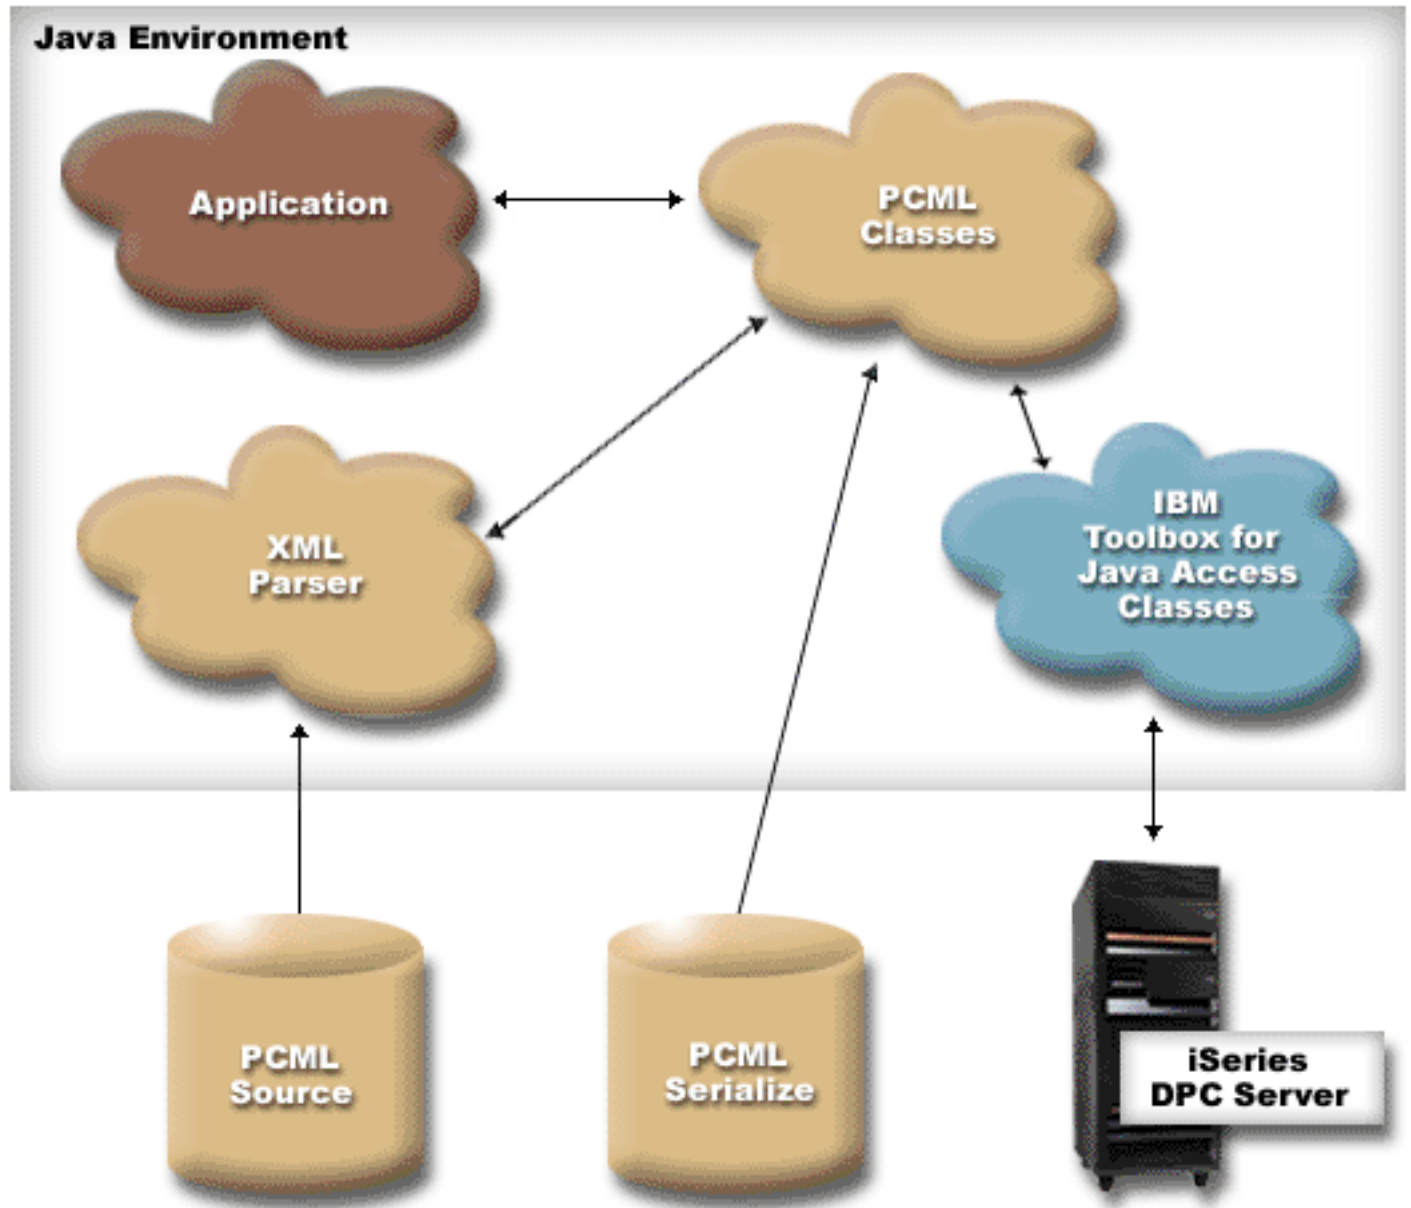 Java Environment
Application
PCML
Classes
XML
Parser
IBM
Toolbox for
Java Access
Classes
PCML
Source
PCML
Serialize
iSeries
DPC Server